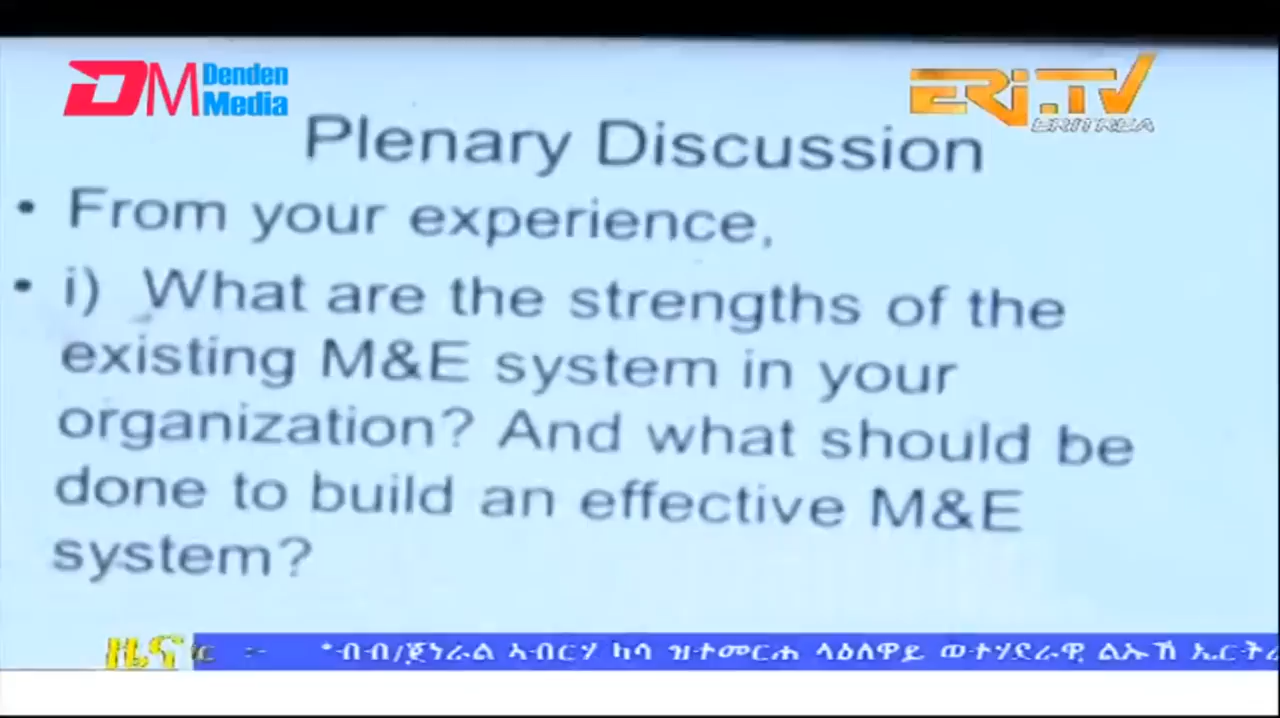 DM Denden Media
ERi.TV
ERITREA
Plenary Discussion
• From your experience,
• i) What are the strengths of the
existing M&E system in your
organization? And what should be
done to build an effective M&E
system?
ዜና :- *ብብ/ጀነራል ኣብርሃ ካሳ ዝተመርሐ ላዕለዋይ ወተሃደራዊ ልኡኽ ኤርትራ